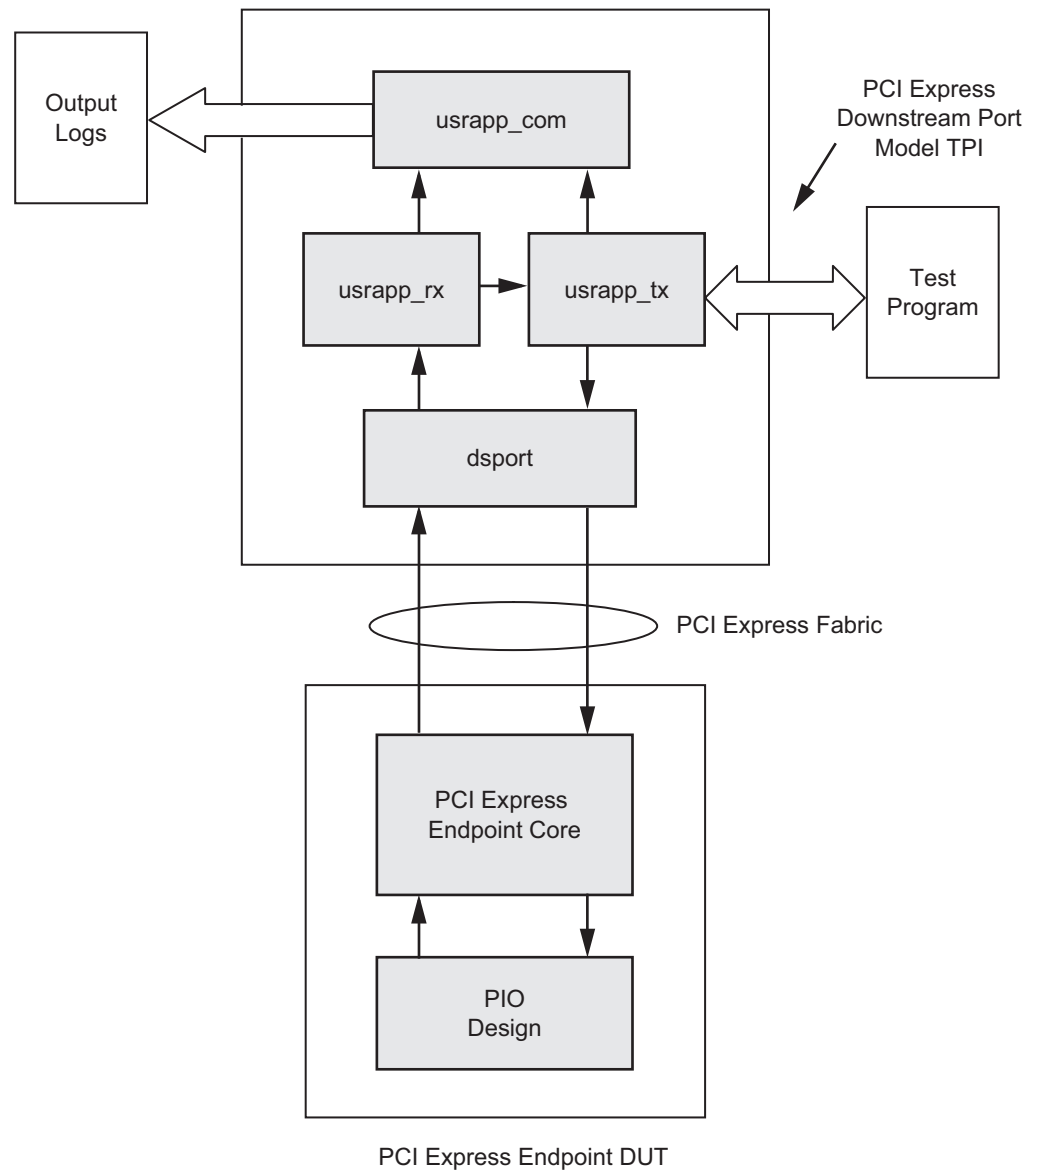 Output
Logs
usrapp_com
PCI Express
Downstream Port
Model TPI
usrapp_rx
usrapp_tx
Test
Program
dsport
PCI Express Fabric
PCI Express
Endpoint Core
PIO
Design
PCI Express Endpoint DUT